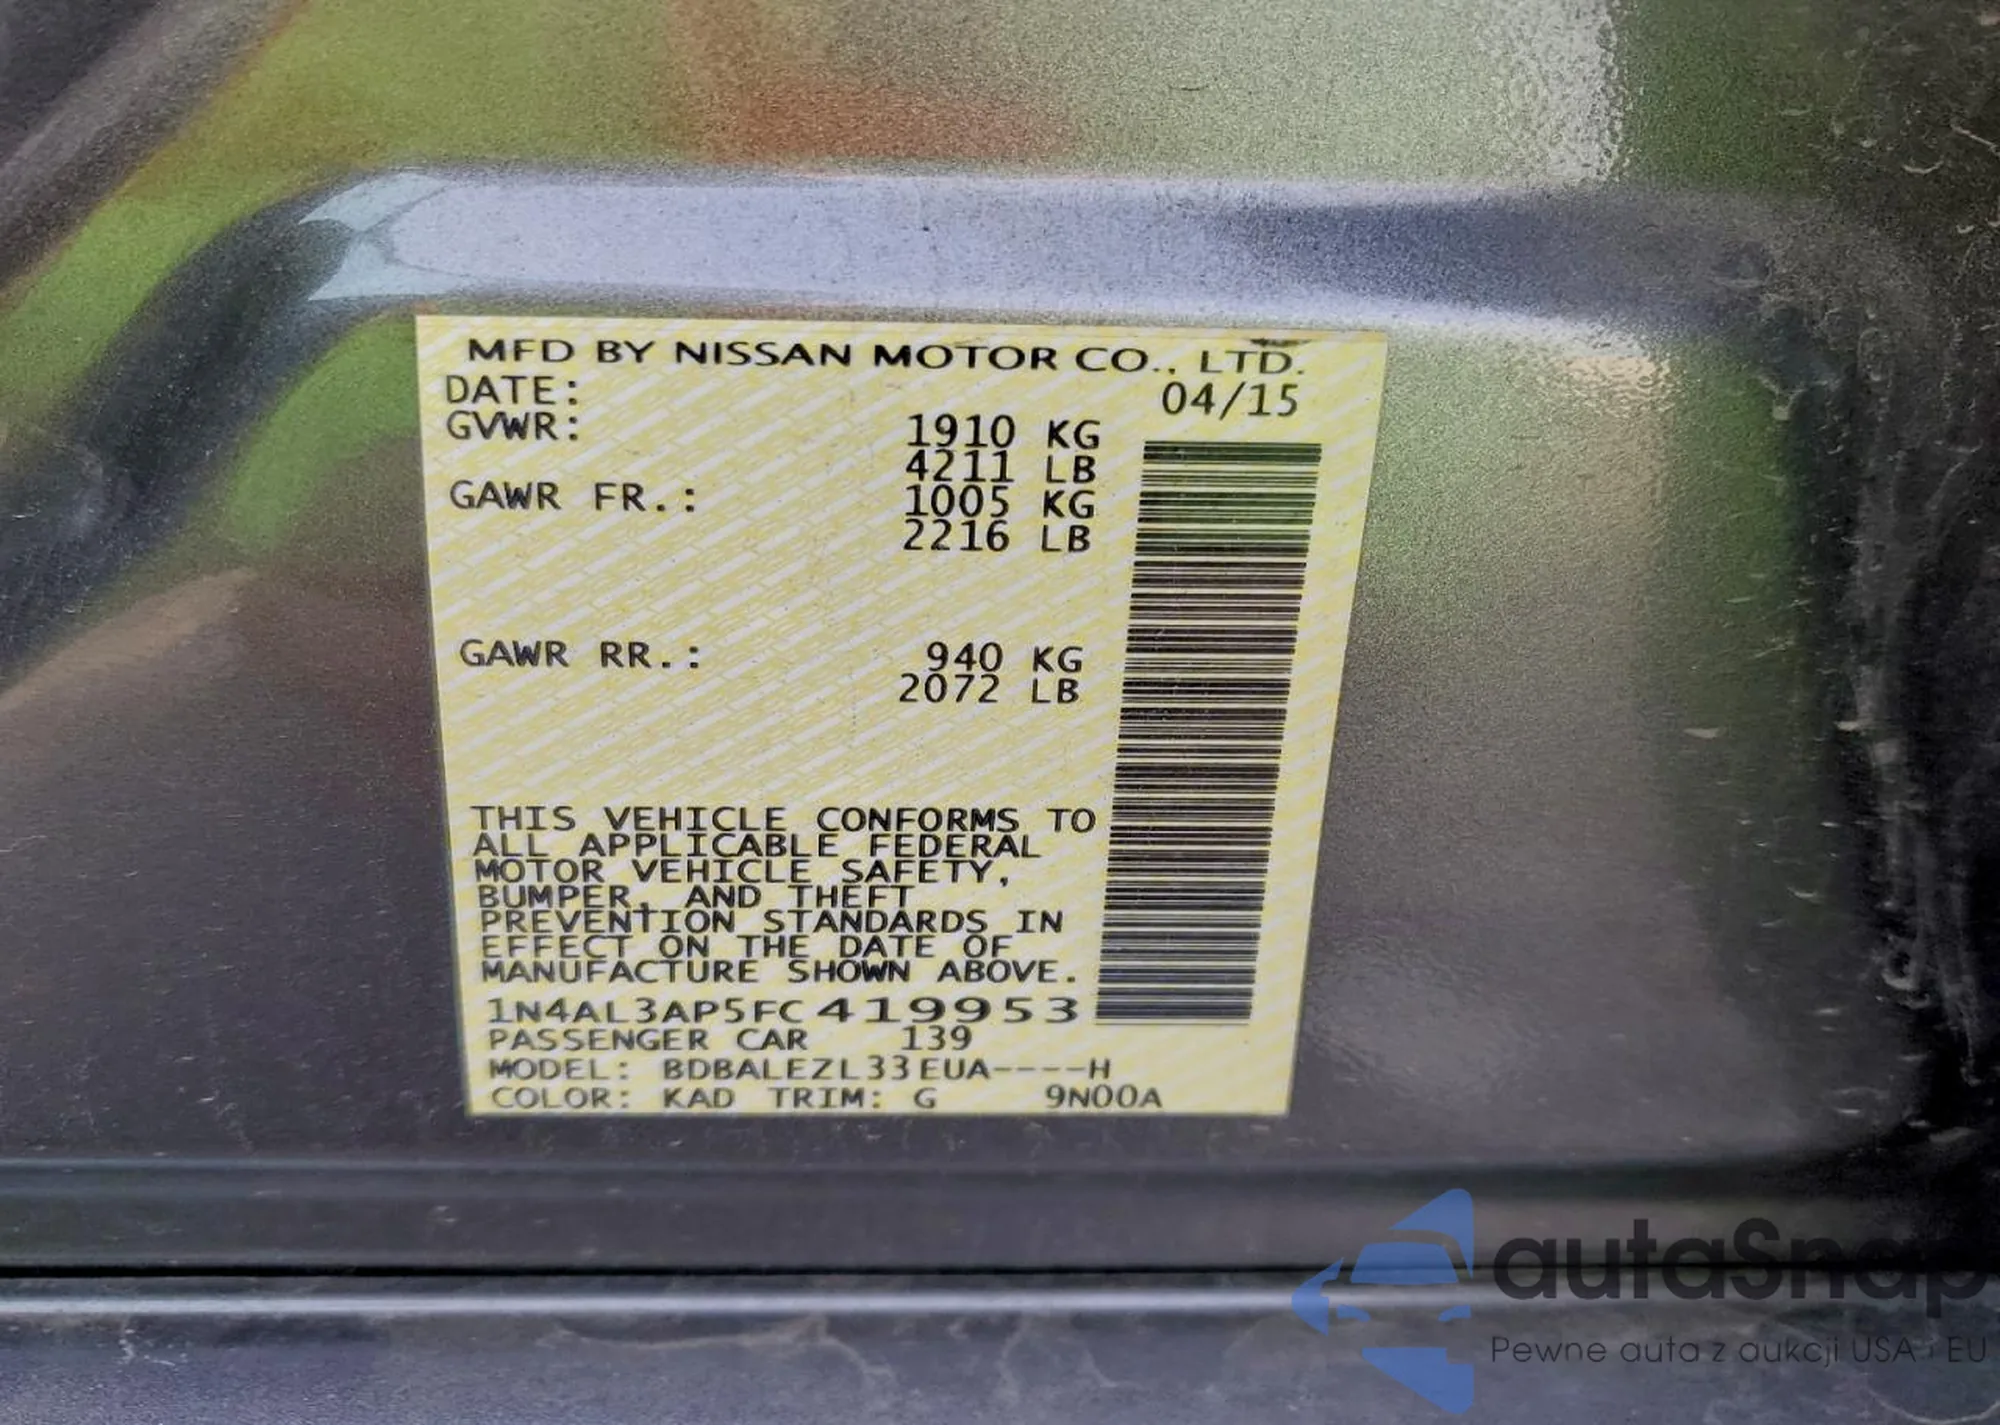 MFD BY NISSAN MOTOR CO., LTD.
DATE: 04/15
GVWR: 1910 KG
4211 LB
GAWR FR.: 1005 KG
2216 LB
GAWR RR.: 940 KG
2072 LB
THIS VEHICLE CONFORMS TO
ALL APPLICABLE FEDERAL
MOTOR VEHICLE SAFETY,
BUMPER, AND THEFT
PREVENTION STANDARDS IN
EFFECT ON THE DATE OF
MANUFACTURE SHOWN ABOVE.
1N4AL3AP5FC419953
PASSENGER CAR 139
MODEL: BDBALEZL33EUA----H
COLOR: KAD TRIM: G 9N00A
autaSnap
Pewne auta z aukcji USA i EU